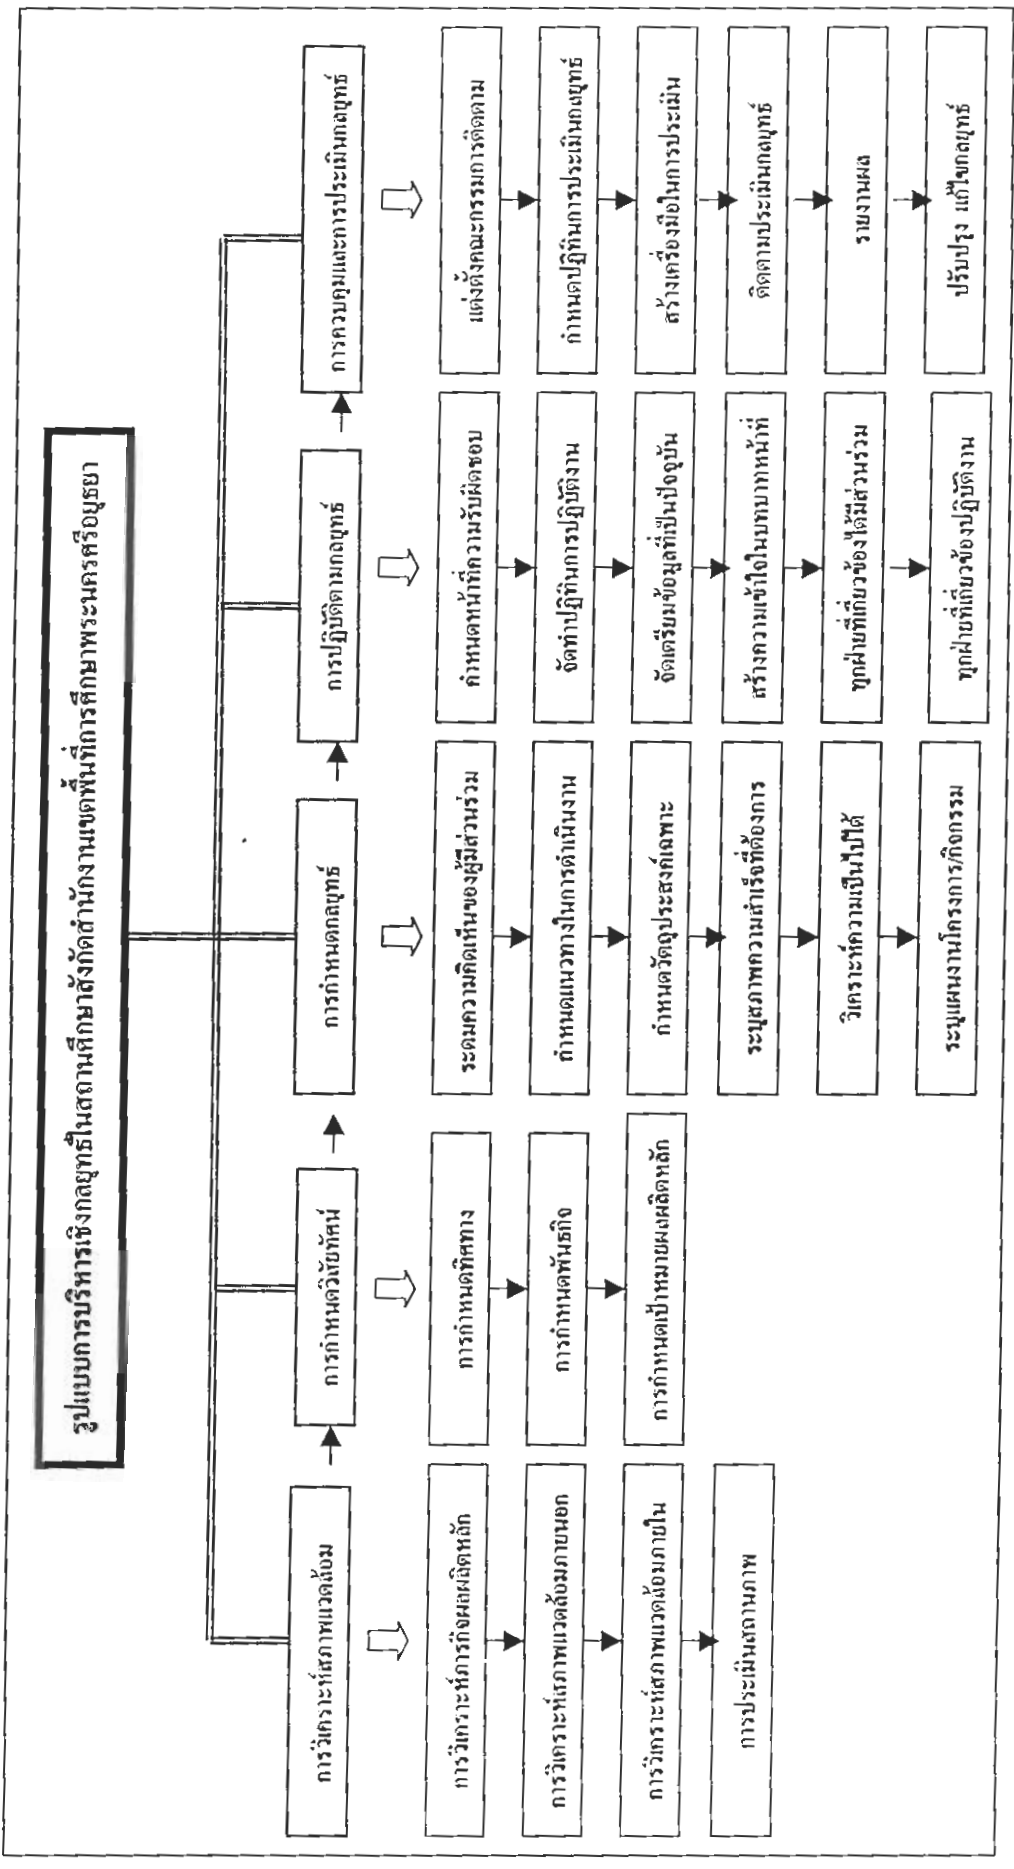 รูปแบบการบริหารเชิงกลยุทธ์ในสถานศึกษาสังกัดสำนักงานเขตพื้นที่การศึกษาพระนครศรีอยุธยา
การวิเคราะห์สภาพแวดล้อม
การวิเคราะห์ภารกิจผลผลิตหลัก
การวิเคราะห์สภาพแวดล้อมภายนอก
การวิเคราะห์สภาพแวดล้อมภายใน
การประเมินสถานภาพ
การกำหนดวิสัยทัศน์
การกำหนดทิศทาง
การกำหนดพันธกิจ
การกำหนดเป้าหมายผลผลิตหลัก
การกำหนดกลยุทธ์
ระดมความคิดเห็นของผู้มีส่วนร่วม
กำหนดแนวทางในการดำเนินงาน
กำหนดวัตถุประสงค์เฉพาะ
ระบุสภาพความสำเร็จที่ต้องการ
วิเคราะห์ความเป็นไปได้
ระบุแผนงานโครงการ/กิจกรรม
การปฏิบัติตามกลยุทธ์
กำหนดหน้าที่ความรับผิดชอบ
จัดทำปฏิทินการปฏิบัติงาน
จัดเตรียมข้อมูลที่เป็นปัจจุบัน
สร้างความเข้าใจในบทบาทหน้าที่
ทุกฝ่ายที่เกี่ยวข้องได้มีส่วนร่วม
ทุกฝ่ายที่เกี่ยวข้องปฏิบัติงาน
การควบคุมและการประเมินกลยุทธ์
แต่งตั้งคณะกรรมการติดตาม
กำหนดปฏิทินการประเมินกลยุทธ์
สร้างเครื่องมือในการประเมิน
ติดตามประเมินกลยุทธ์
รายงานผล
ปรับปรุง แก้ไขกลยุทธ์